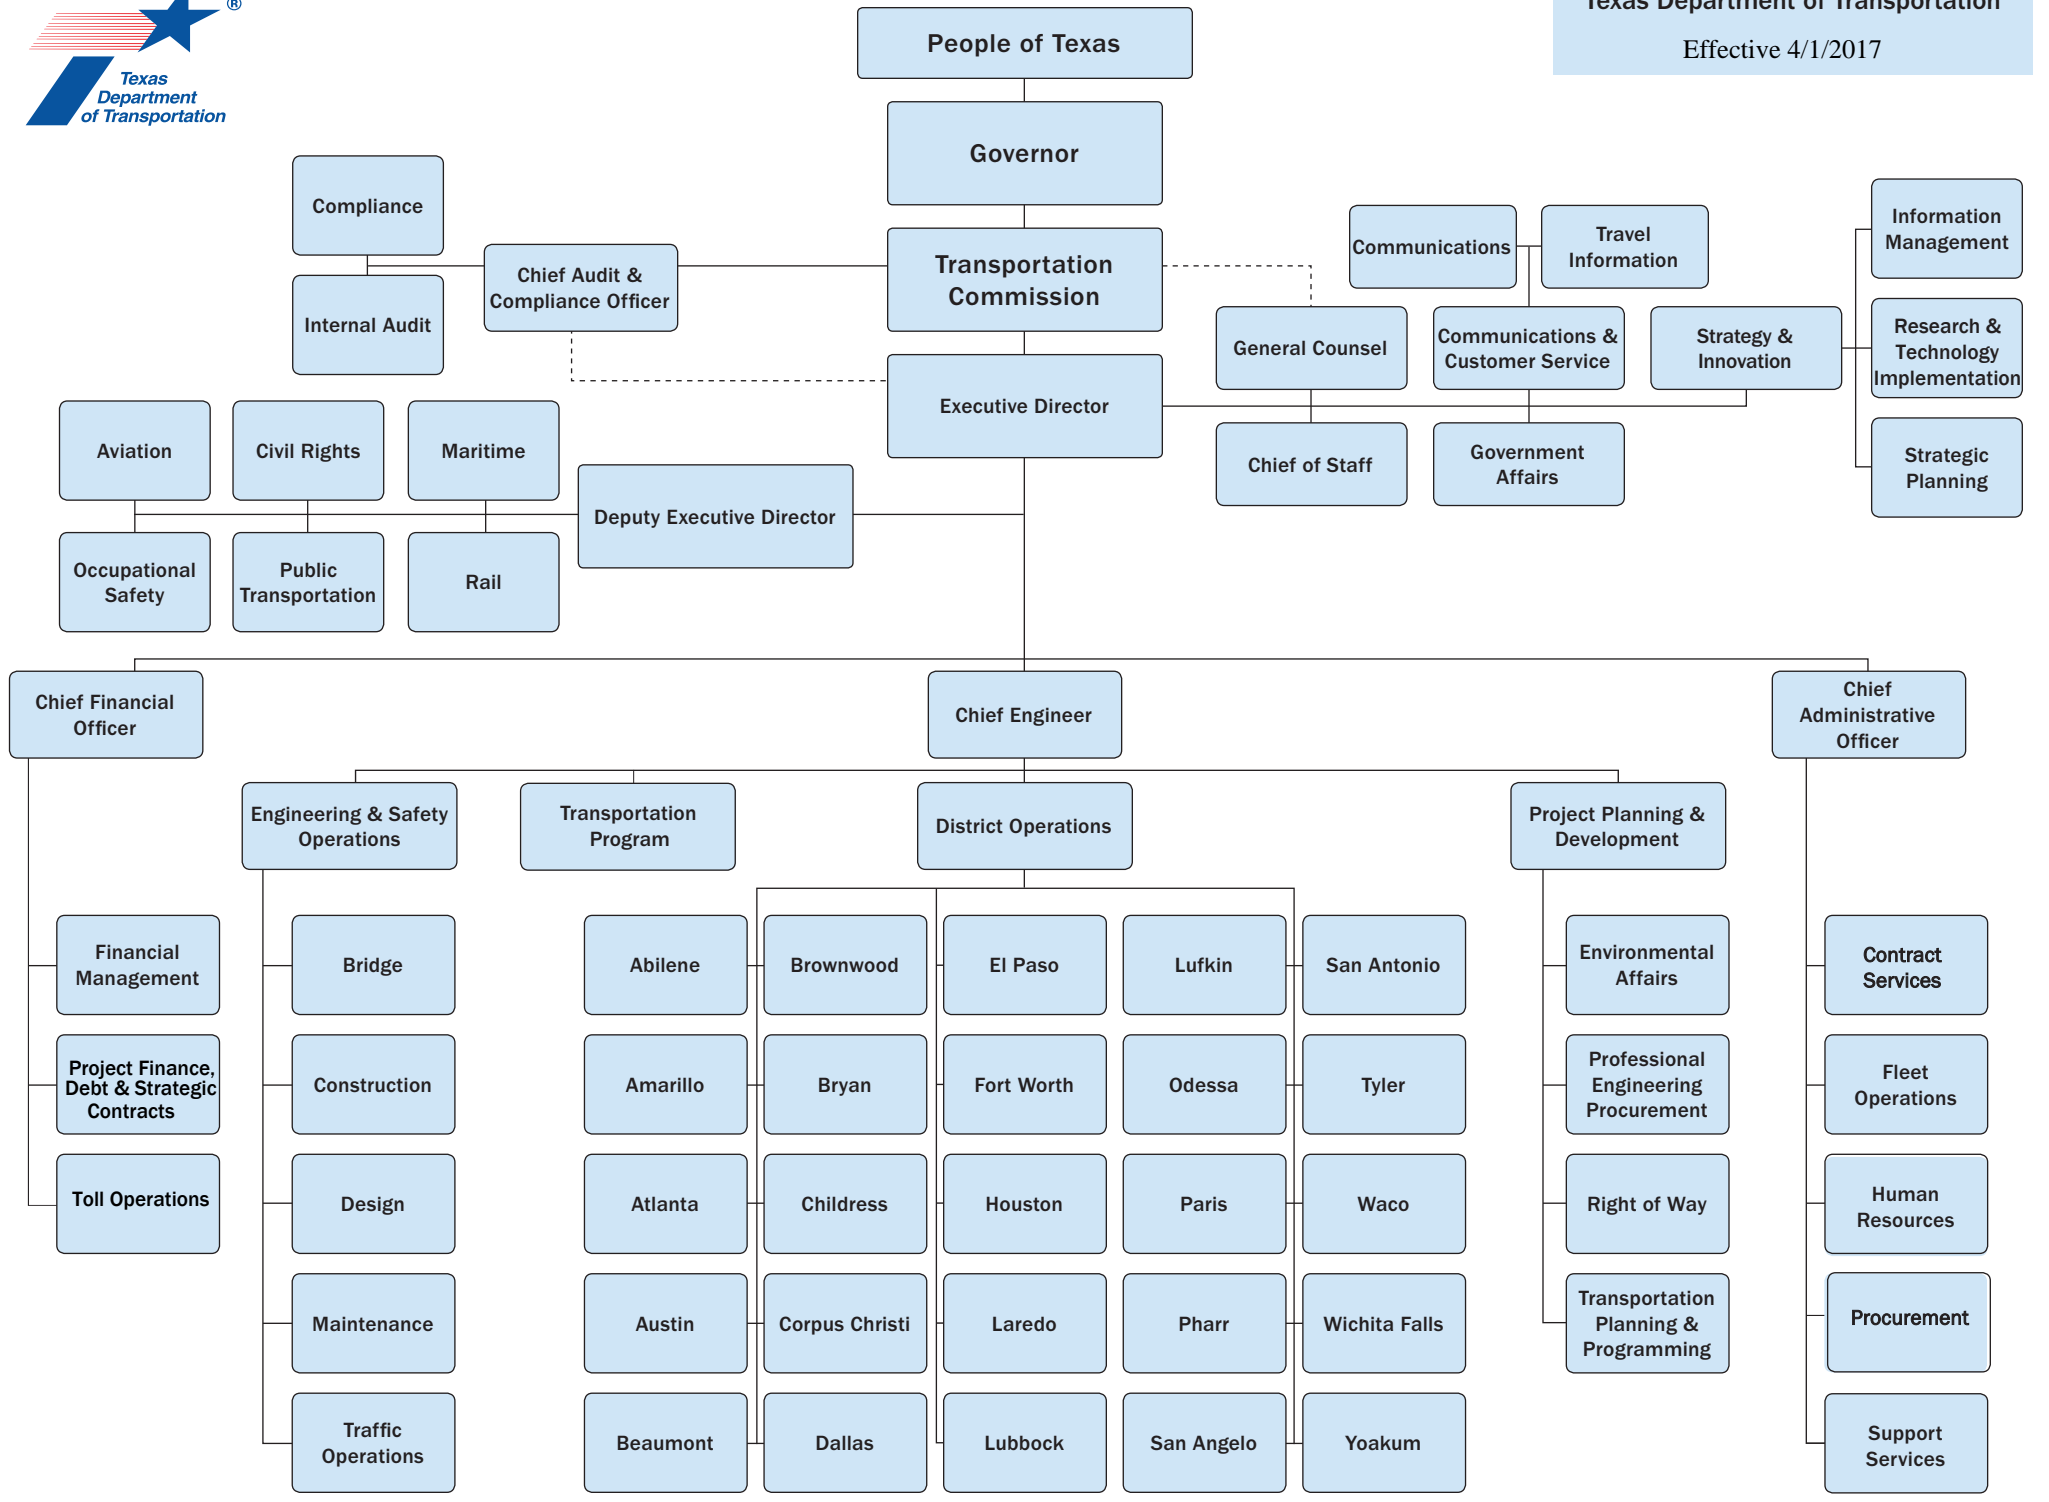 ®
Texas
Department
of Transportation
Texas Department of Transportation
Effective 4/1/2017
People of Texas
Governor
Transportation
Commission
Executive Director
Compliance
Internal Audit
Chief Audit &
Compliance Officer
Communications
Travel
Information
General Counsel
Communications &
Customer Service
Strategy &
Innovation
Information
Management
Research &
Technology
Implementation
Strategic
Planning
Chief of Staff
Government
Affairs
Aviation
Civil Rights
Maritime
Deputy Executive Director
Occupational
Safety
Public
Transportation
Rail
Chief Financial
Officer
Chief Engineer
Chief
Administrative
Officer
Engineering & Safety
Operations
Transportation
Program
District Operations
Project Planning &
Development
Financial
Management
Project Finance,
Debt & Strategic
Contracts
Toll Operations
Bridge
Construction
Design
Maintenance
Traffic
Operations
Abilene
Amarillo
Atlanta
Austin
Beaumont
Brownwood
Bryan
Childress
Corpus Christi
Dallas
El Paso
Fort Worth
Houston
Laredo
Lubbock
Lufkin
Odessa
Paris
Pharr
San Angelo
San Antonio
Tyler
Waco
Wichita Falls
Yoakum
Environmental
Affairs
Professional
Engineering
Procurement
Right of Way
Transportation
Planning &
Programming
Contract
Services
Fleet
Operations
Human
Resources
Procurement
Support
Services